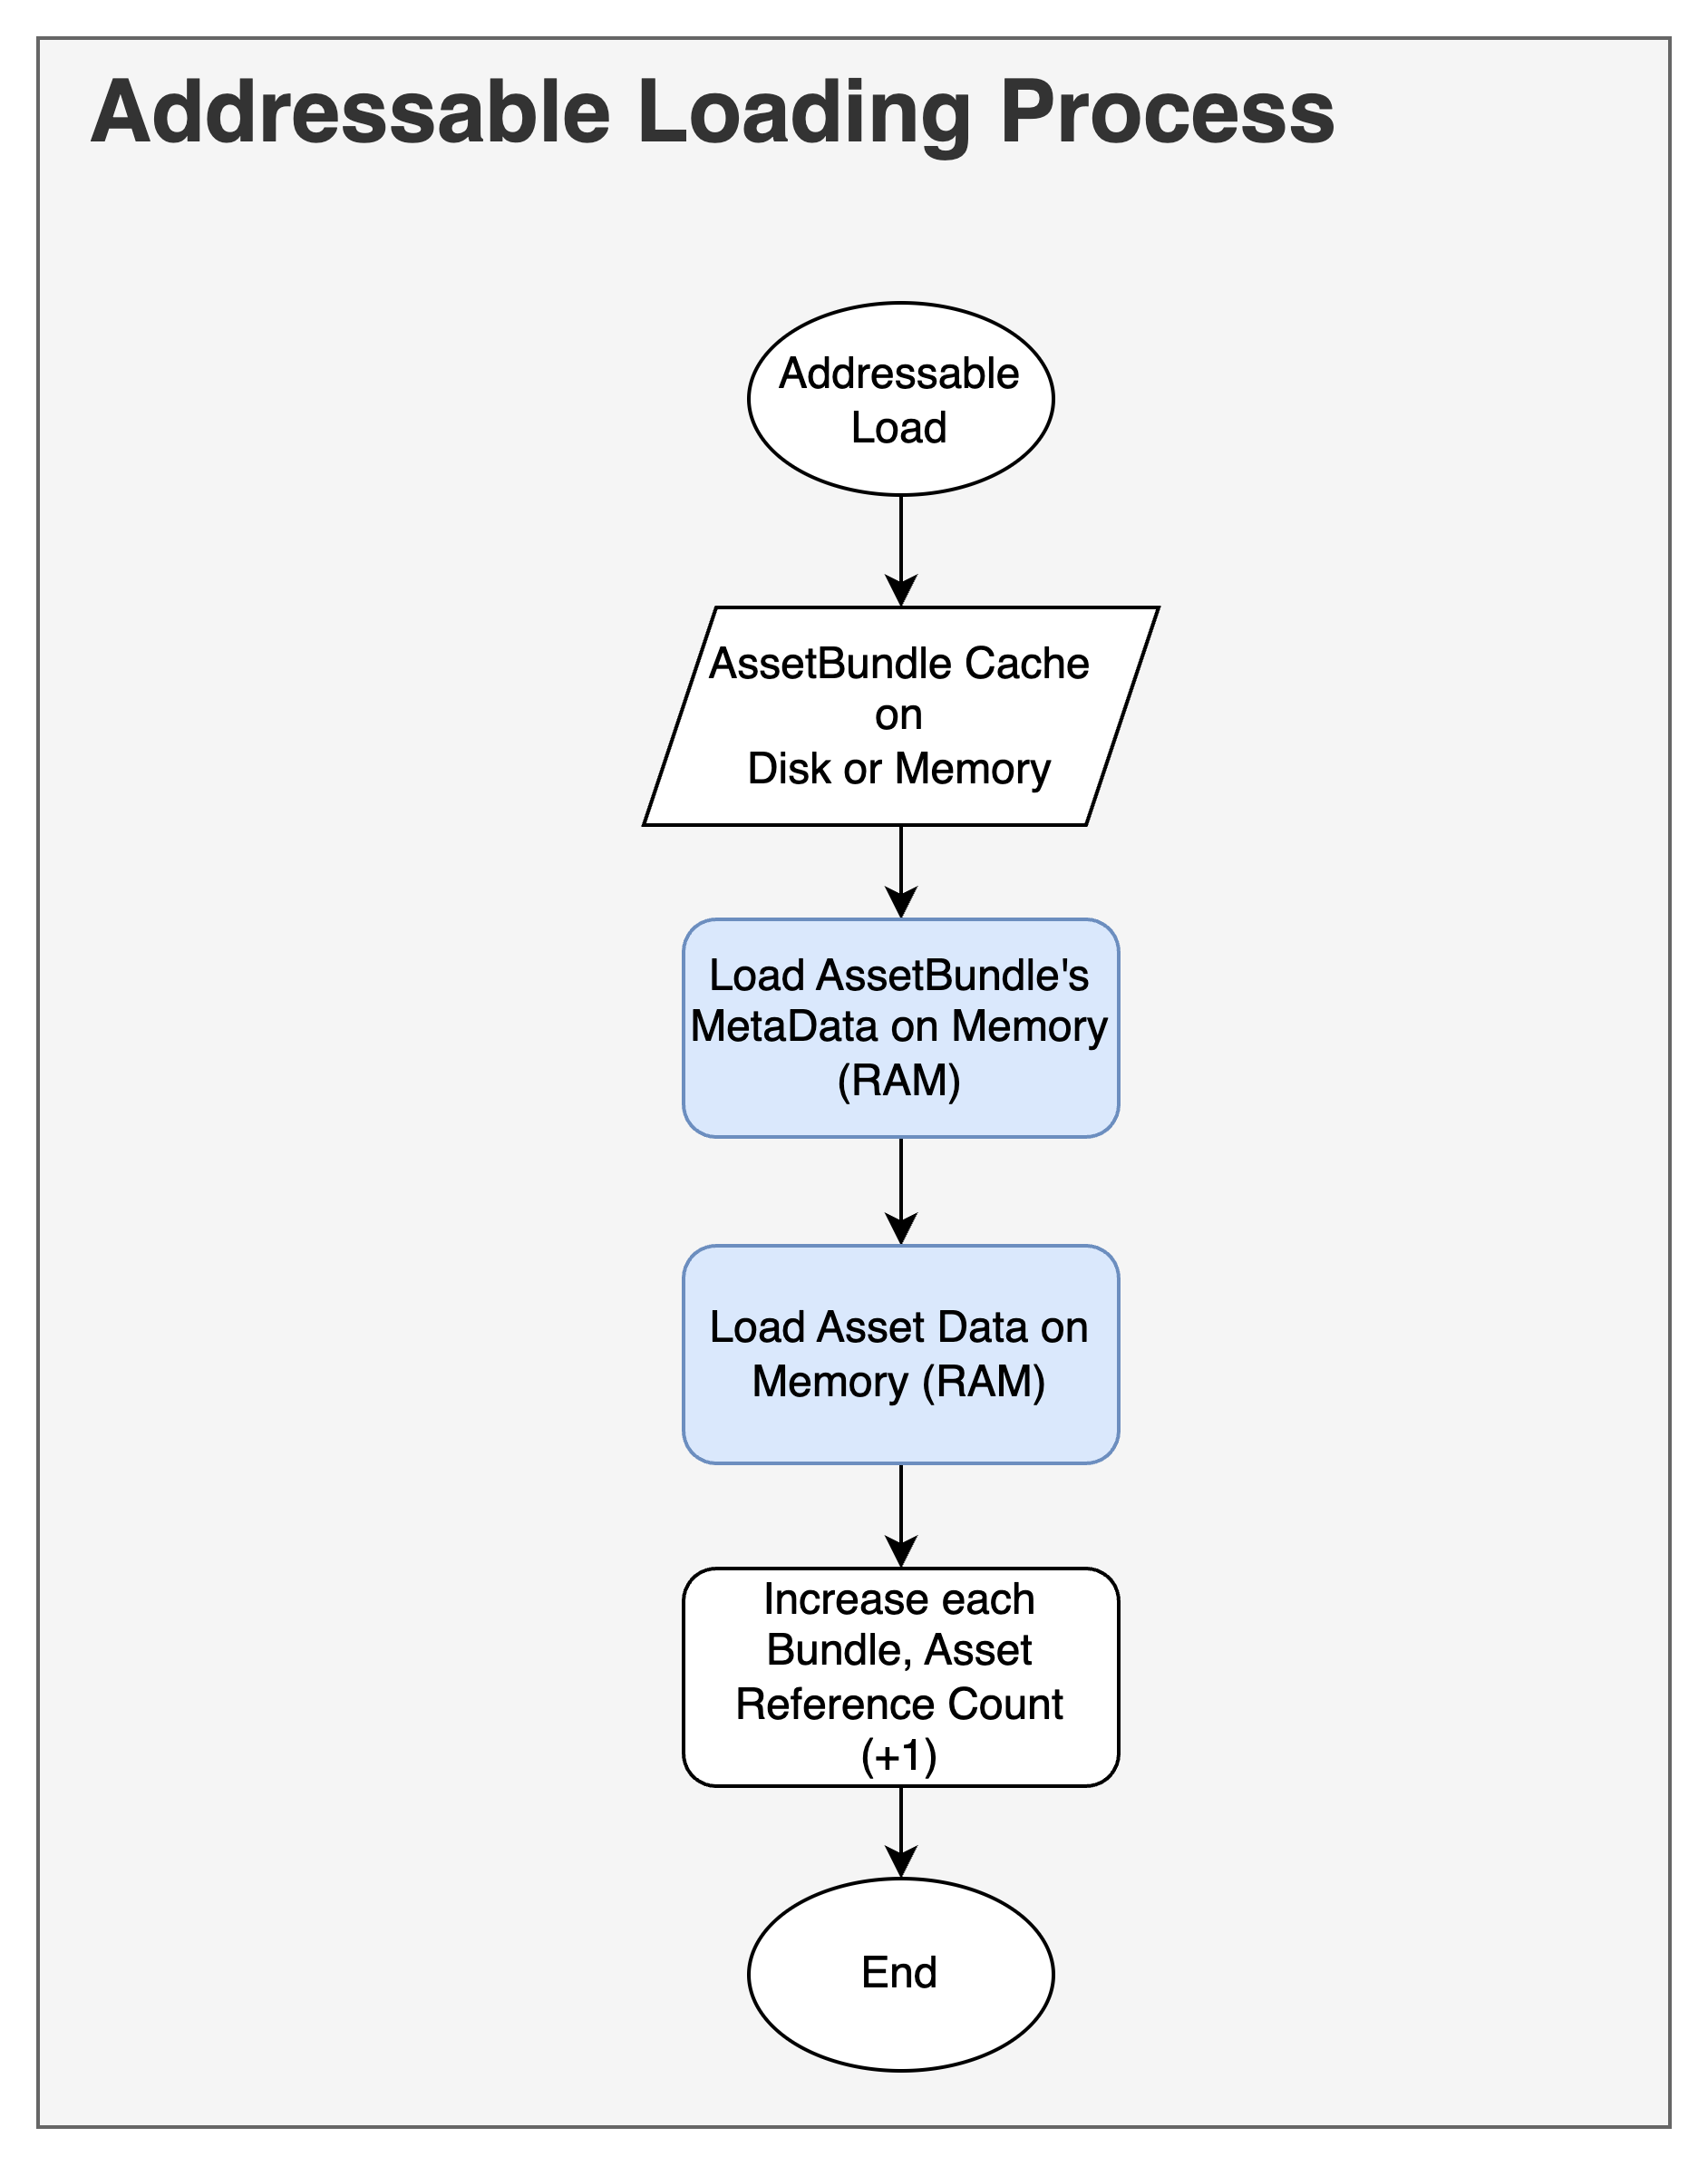 Addressable Loading Process
Addressable
Load
AssetBundle Cache
on
Disk or Memory
Load AssetBundle's
MetaData on Memory
(RAM)
Load Asset Data on
Memory (RAM)
Increase each
Bundle, Asset
Reference Count
(+1)
End